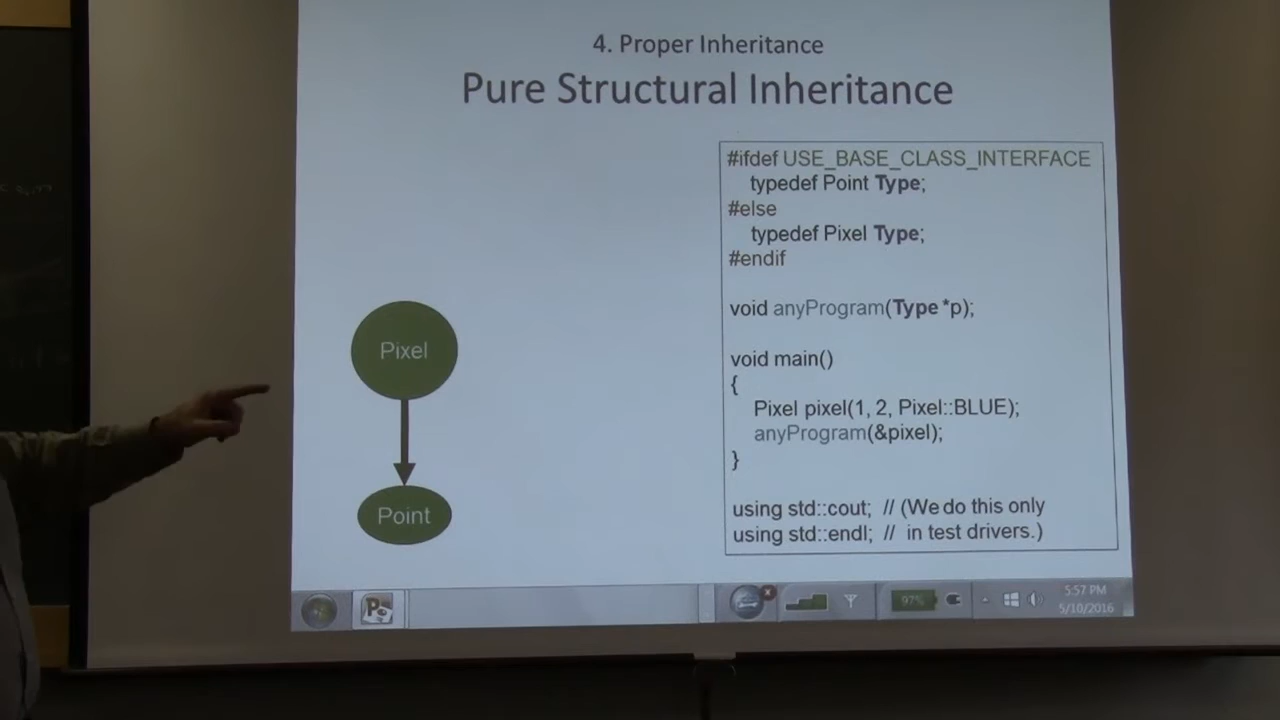 4. Proper Inheritance
Pure Structural Inheritance
#ifdef USE_BASE_CLASS_INTERFACE
typedef Point Type;
#else
typedef Pixel Type;
#endif
void anyProgram(Type *p);
void main()
{
Pixel pixel(1, 2, Pixel::BLUE);
anyProgram(&pixel);
}
using std::cout; // (We do this only
using std::endl; // in test drivers.)
Pixel
Point
97%
5:57 PM
5/10/2016